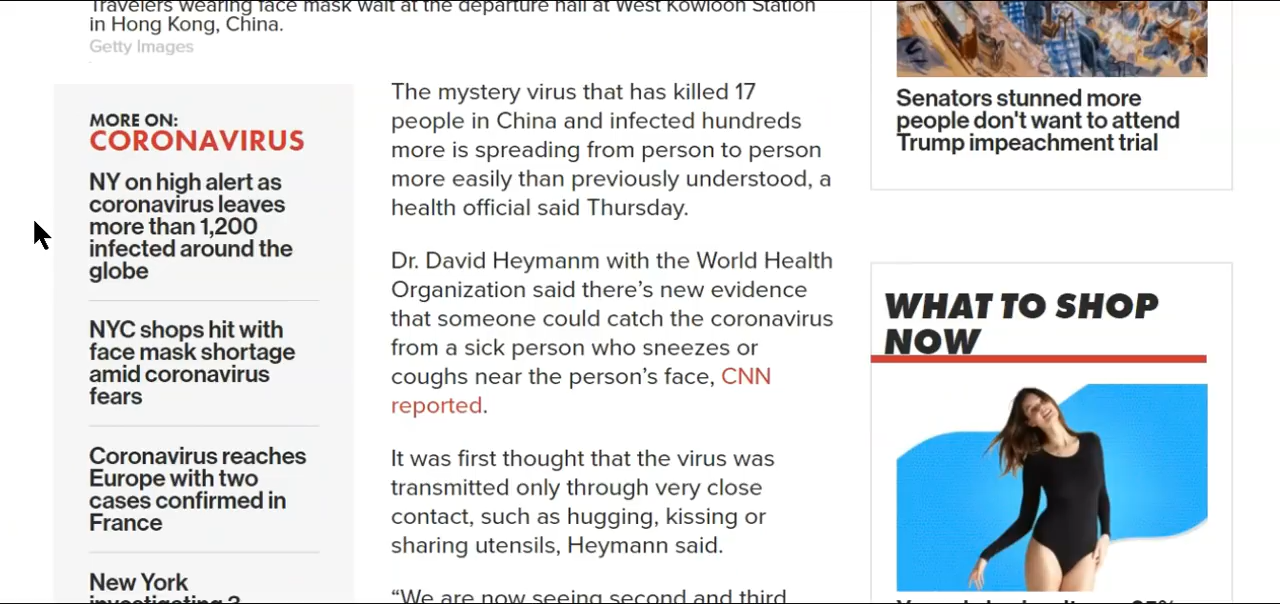 Travelers wearing face mask wait at the departure hall at West Kowloon Station
in Hong Kong, China.
Getty Images
MORE ON:
CORONAVIRUS
NY on high alert as
coronavirus leaves
more than 1,200
infected around the
globe
NYC shops hit with
face mask shortage
amid coronavirus
fears
Coronavirus reaches
Europe with two
cases confirmed in
France
New York
investigating 3
The mystery virus that has killed 17
people in China and infected hundreds
more is spreading from person to person
more easily than previously understood, a
health official said Thursday.
Dr. David Heymanm with the World Health
Organization said there’s new evidence
that someone could catch the coronavirus
from a sick person who sneezes or
coughs near the person’s face, CNN
reported.
It was first thought that the virus was
transmitted only through very close
contact, such as hugging, kissing or
sharing utensils, Heymann said.
“We are now seeing second and third
Senators stunned more
people don't want to attend
Trump impeachment trial
WHAT TO SHOP
NOW